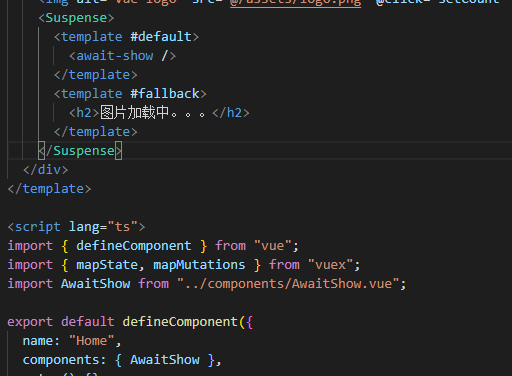 <img alt="Vue logo" src="@/assets/logo.png" @click="setCount"
<Suspense>
<template #default>
<await-show />
</template>
<template #fallback>
<h2>图片加载中。。。</h2>
</template>
</Suspense>
</div>
</template>
<script lang="ts">
import { defineComponent } from "vue";
import { mapState, mapMutations } from "vuex";
import AwaitShow from "../components/AwaitShow.vue";
export default defineComponent({
name: "Home",
components: { AwaitShow },